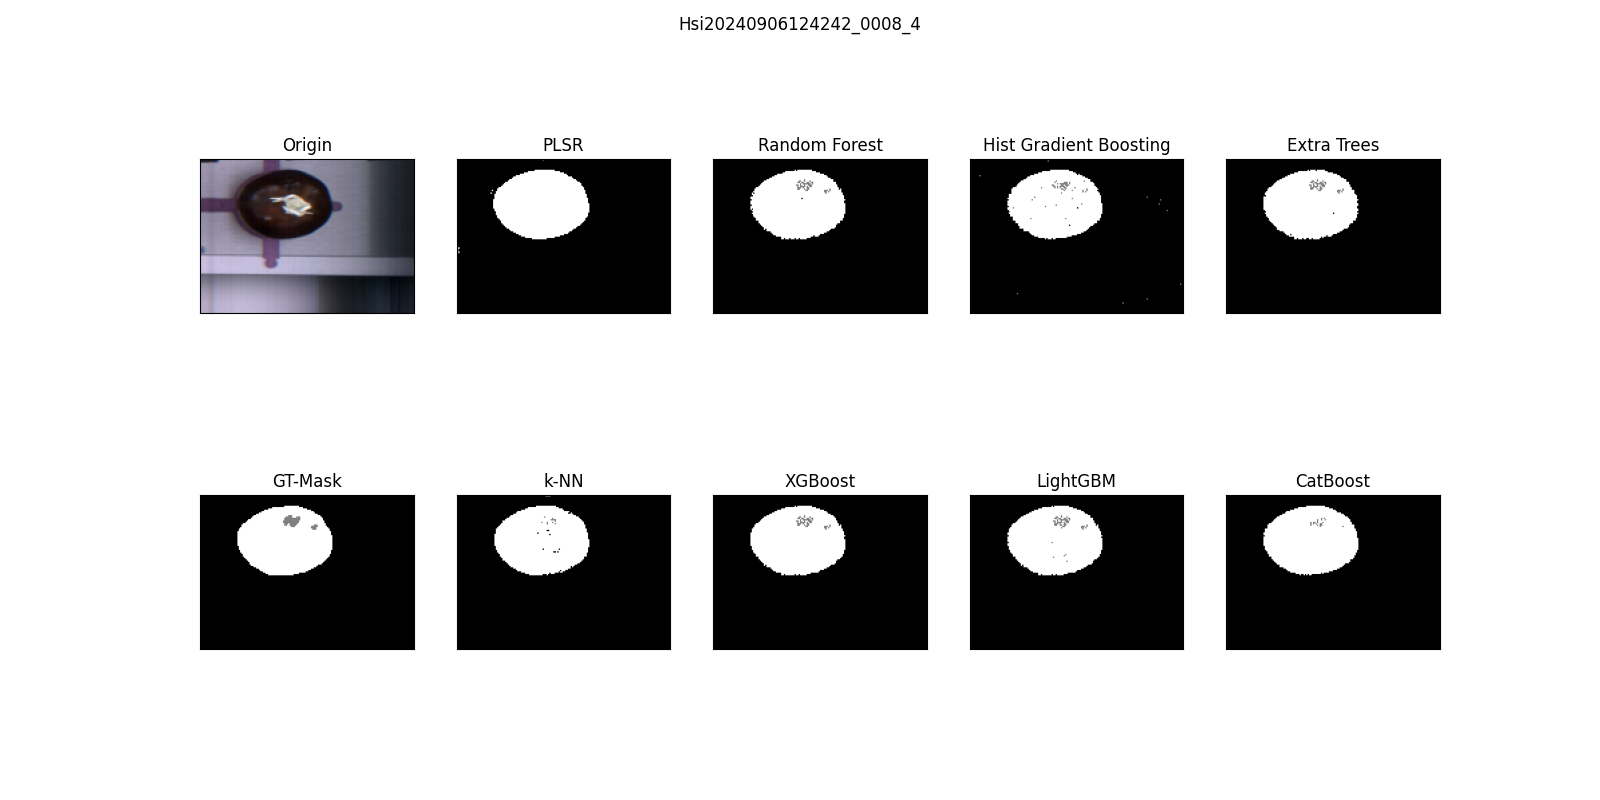 Hsi20240906124242_0008_4
Origin
PLSR
Random Forest
Hist Gradient Boosting
Extra Trees
GT-Mask
k-NN
XGBoost
LightGBM
CatBoost